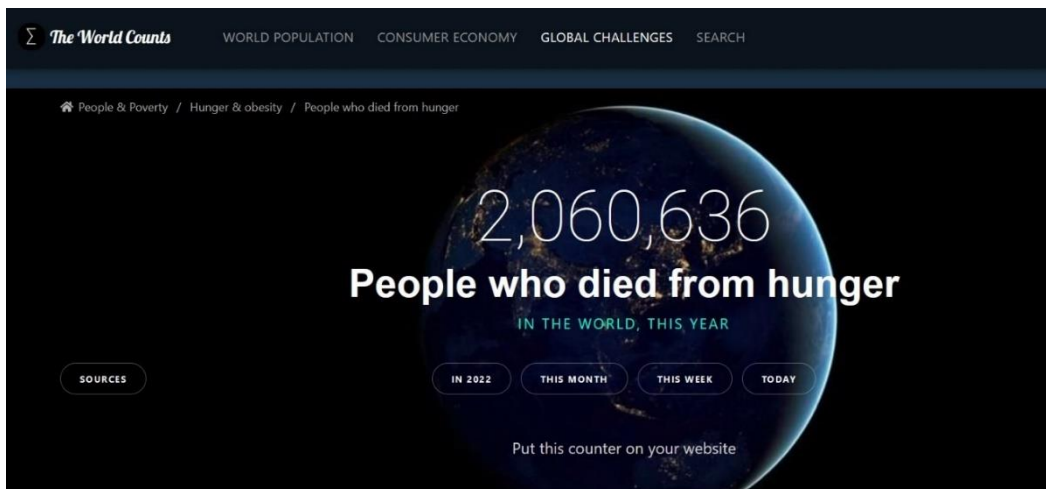 ∑ The World Counts WORLD POPULATION CONSUMER ECONOMY GLOBAL CHALLENGES SEARCH
People & Poverty / Hunger & obesity / People who died from hunger
2,060,636
People who died from hunger
IN THE WORLD, THIS YEAR
SOURCES IN 2022 THIS MONTH THIS WEEK TODAY
Put this counter on your website